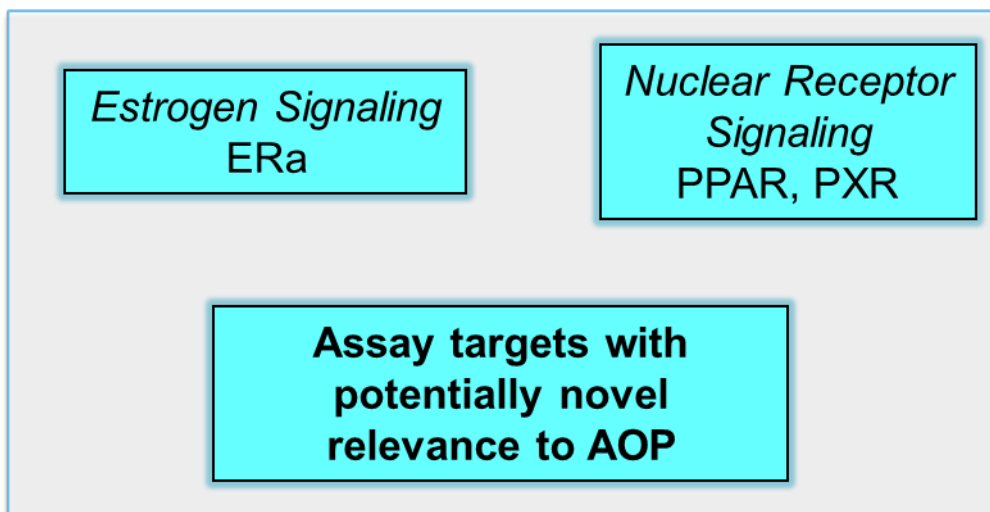 Estrogen Signaling
ERa
Nuclear Receptor
Signaling
PPAR, PXR
Assay targets with
potentially novel
relevance to AOP